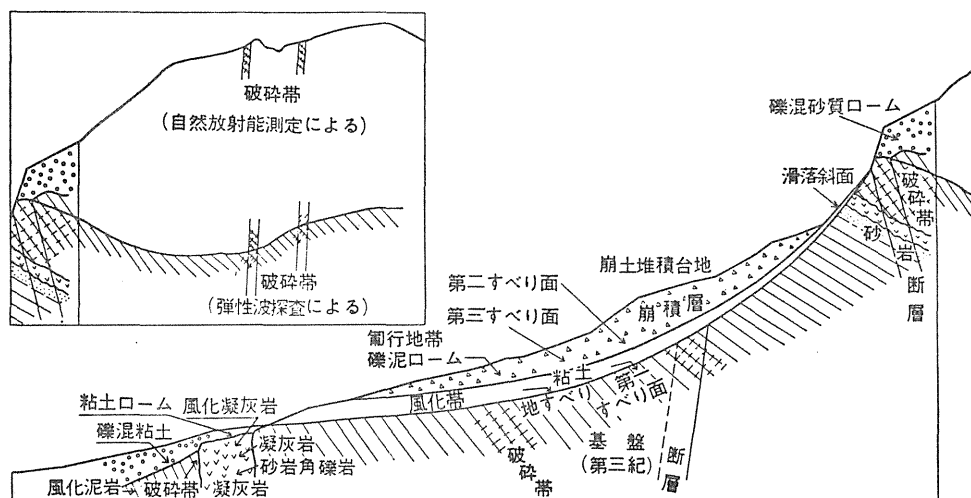 破砕帯
(自然放射能測定による)
破砕帯
(弾性波探査による)
礫混砂質ローム
滑落斜面
破砕帯
砂岩
断層
崩土堆積台地
第二すべり面
崩積層
第三すべり面
匍行地帯
礫泥ローム
粘土
第一すべり面
地すべり
風化帯
粘土ローム
風化凝灰岩
礫混粘土
凝灰岩
砂岩角礫岩
風化泥岩
破砕帯
凝灰岩
破砕帯
基盤
(第三紀)
断層